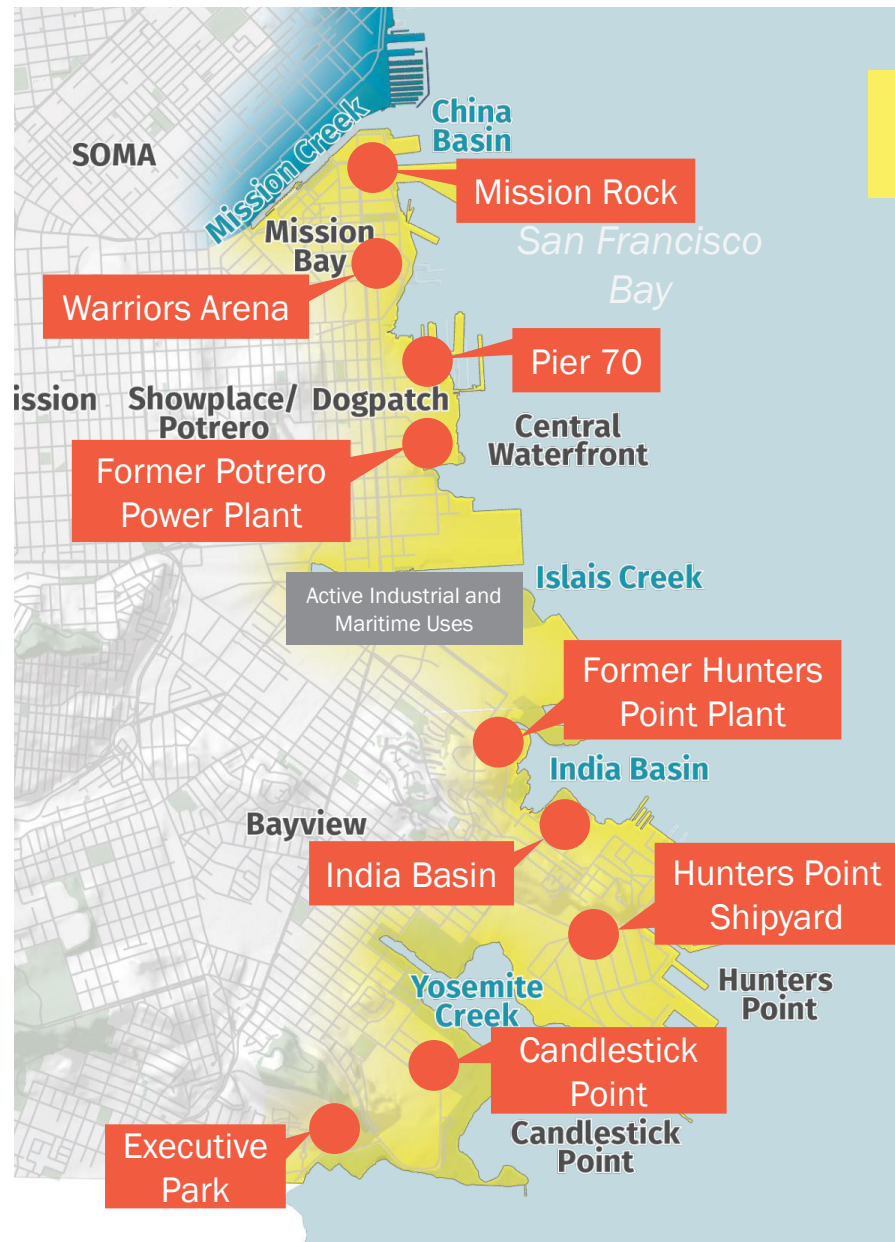 China
Basin
SOMA
Mission Creek
Mission Rock
Mission
Bay
San Francisco
Bay
Warriors Arena
Pier 70
ission
Showplace/
Potrero
Dogpatch
Central
Waterfront
Former Potrero
Power Plant
Islais Creek
Active Industrial and
Maritime Uses
Former Hunters
Point Plant
India Basin
Bayview
India Basin
Hunters Point
Shipyard
Hunters
Point
Yosemite
Creek
Candlestick
Point
Candlestick
Point
Executive
Park